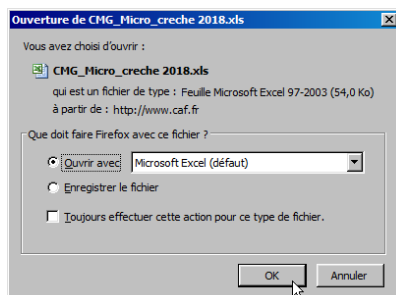 Ouverture de CMG_Micro_creche 2018.xls
Vous avez choisi d'ouvrir :
CMG_Micro_creche 2018.xls
qui est un fichier de type : Feuille Microsoft Excel 97-2003 (54,0 Ko)
à partir de : http://www.caf.fr
Que doit faire Firefox avec ce fichier ?
Ouvrir avec Microsoft Excel (défaut)
Enregistrer le fichier
Toujours effectuer cette action pour ce type de fichier.
OK Annuler